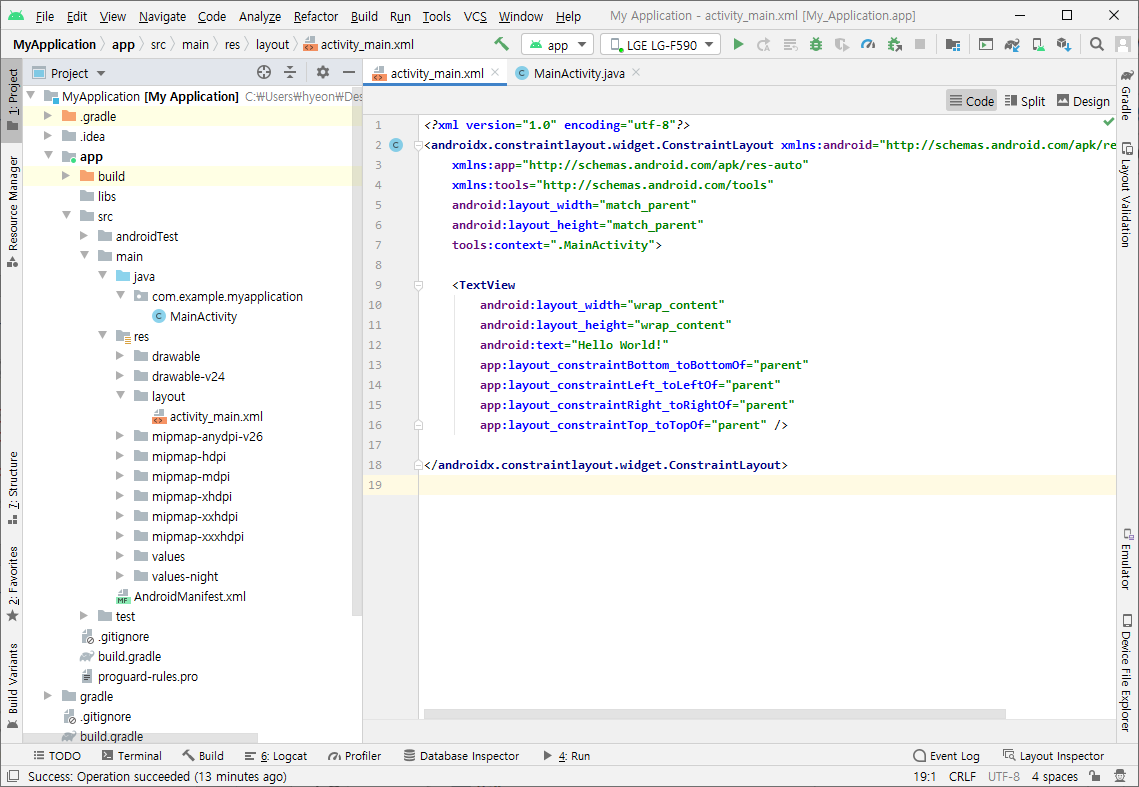 File Edit View Navigate Code Analyze Refactor Build Run Tools VCS Window Help My Application - activity_main.xml [My_Application.app]
MyApplication app src main res layout activity_main.xml app LGE LG-F590
Project
activity_main.xml MainActivity.java
MyApplication [My Application] C:₩Users₩hyeon₩Des
.gradle
.idea
app
build
libs
src
androidTest
main
java
com.example.myapplication
MainActivity
res
drawable
drawable-v24
layout
activity_main.xml
mipmap-anydpi-v26
mipmap-hdpi
mipmap-mdpi
mipmap-xhdpi
mipmap-xxhdpi
mipmap-xxxhdpi
values
values-night
AndroidManifest.xml
test
.gitignore
build.gradle
proguard-rules.pro
gradle
.gitignore
build.gradle
Code Split Design
1 <?xml version="1.0" encoding="utf-8"?>
2 <androidx.constraintlayout.widget.ConstraintLayout xmlns:android="http://schemas.android.com/apk/re
3 xmlns:app="http://schemas.android.com/apk/res-auto"
4 xmlns:tools="http://schemas.android.com/tools"
5 android:layout_width="match_parent"
6 android:layout_height="match_parent"
7 tools:context=".MainActivity">
8
9 <TextView
10 android:layout_width="wrap_content"
11 android:layout_height="wrap_content"
12 android:text="Hello World!"
13 app:layout_constraintBottom_toBottomOf="parent"
14 app:layout_constraintLeft_toLeftOf="parent"
15 app:layout_constraintRight_toRightOf="parent"
16 app:layout_constraintTop_toTopOf="parent" />
17
18 </androidx.constraintlayout.widget.ConstraintLayout>
19
1: Project
Resource Manager
7: Structure
2: Favorites
Build Variants
Gradle
Layout Validation
Emulator
Device File Explorer
TODO Terminal Build 6: Logcat Profiler Database Inspector 4: Run Event Log Layout Inspector
Success: Operation succeeded (13 minutes ago) 19:1 CRLF UTF-8 4 spaces